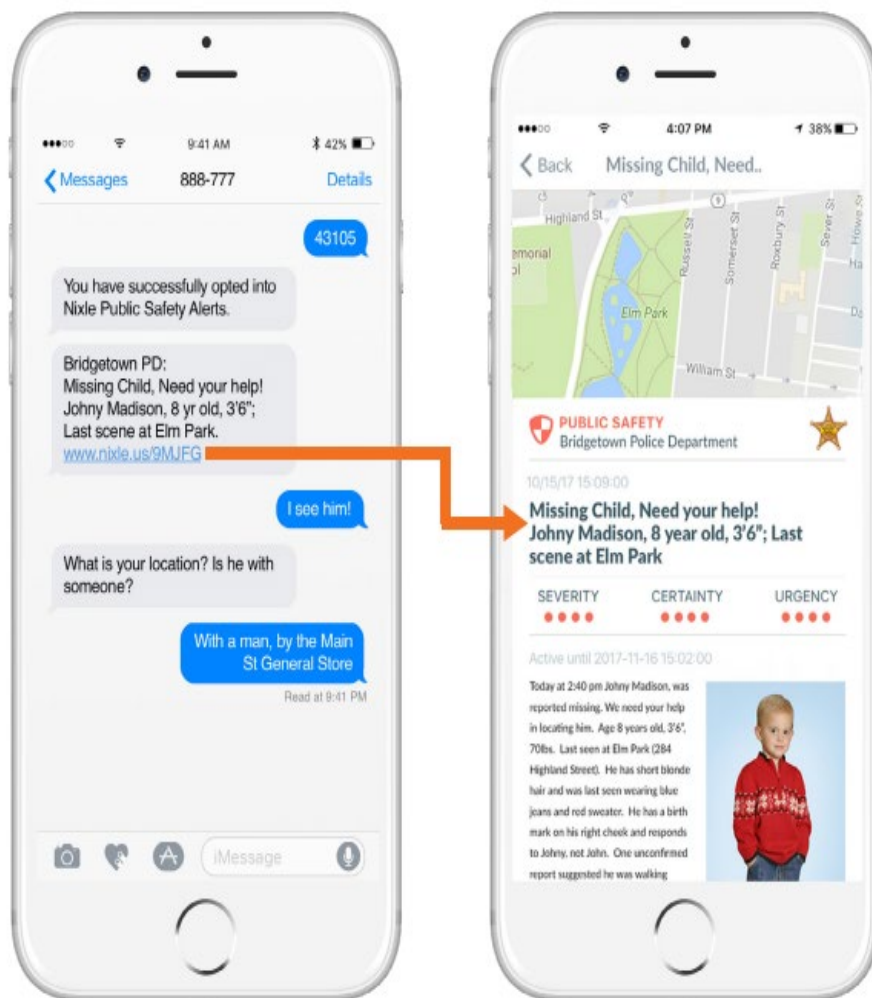 9:41 AM
42%
Messages
888-777
Details
43105
You have successfully opted into
Nixle Public Safety Alerts.
Bridgetown PD:
Missing Child, Need your help!
Johny Madison, 8 yr old, 3'6";
Last scene at Elm Park.
www.nixle.us/9MJFG
I see him!
What is your location? Is he with
someone?
With a man, by the Main
St General Store
Read at 9:41 PM
iMessage
4:07 PM
38%
Back
Missing Child, Need..
Highland St
9
emorial
ol
Russell St
Somerset St
Roxbury St
Sever St
Howe St
Ha
Elm Park
William St
PUBLIC SAFETY
Bridgetown Police Department
10/15/17 15:09:00
Missing Child, Need your help!
Johny Madison, 8 year old, 3'6"; Last
scene at Elm Park
SEVERITY
CERTAINTY
URGENCY
Active until 2017-11-16 15:02:00
Today at 2:40 pm Johny Madison, was
reported missing. We need your help
in locating him. Age 8 years old, 3'6",
70lbs. Last seen at Elm Park (284
Highland Street). He has short blonde
hair and was last seen wearing blue
jeans and red sweater. He has a birth
mark on his right cheek and responds
to Johny, not John. One unconfirmed
report suggested he was walking